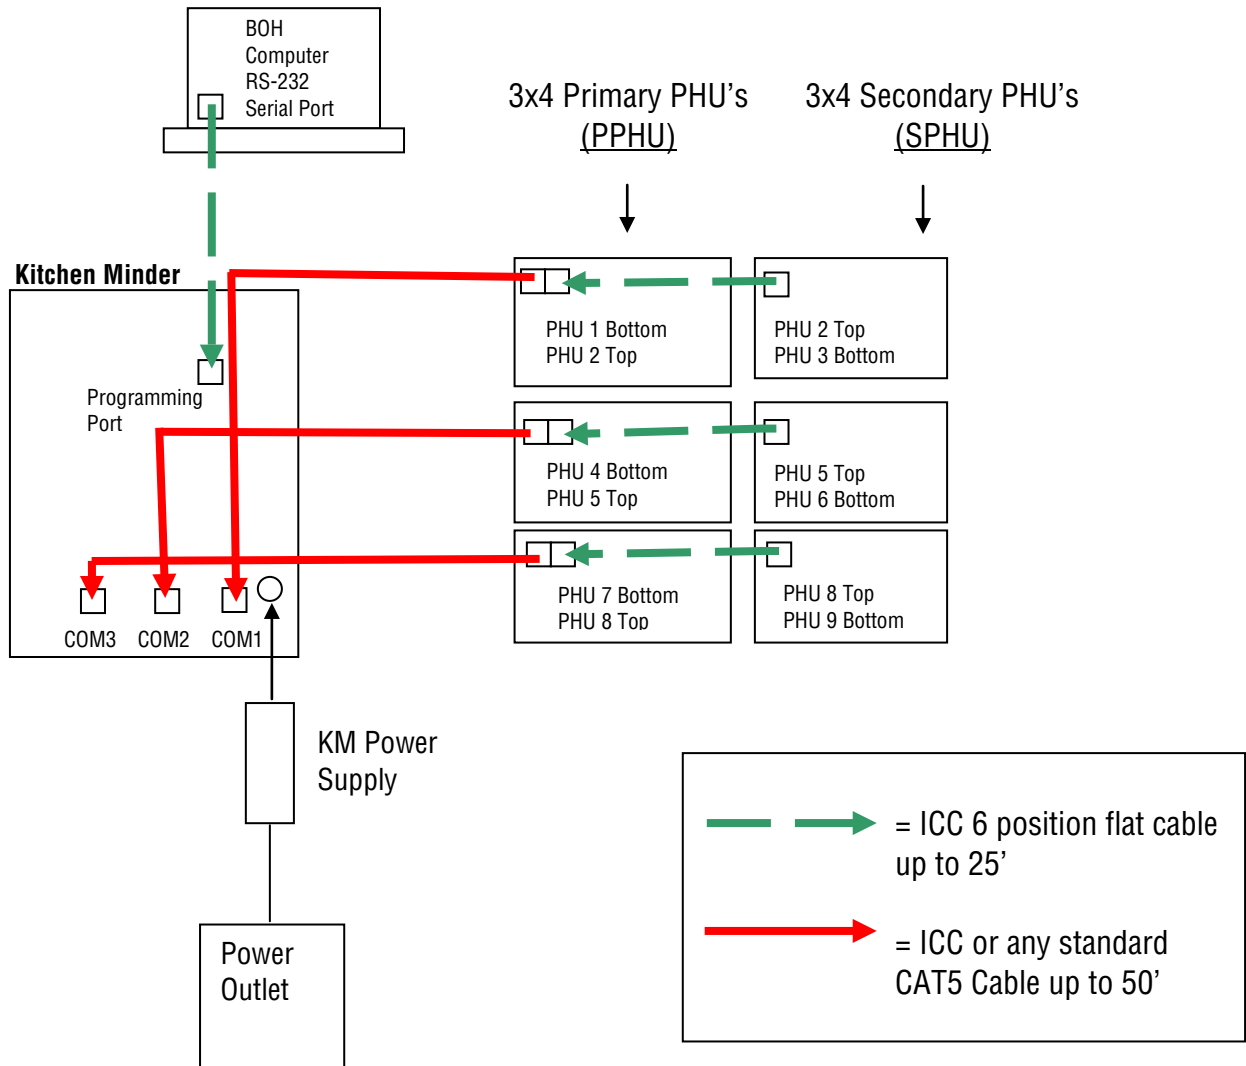 BOH
Computer
RS-232
Serial Port
3x4 Primary PHU's
(PPHU)
3x4 Secondary PHU's
(SPHU)
Kitchen Minder
Programming
Port
PHU 1 Bottom
PHU 2 Top
PHU 2 Top
PHU 3 Bottom
PHU 4 Bottom
PHU 5 Top
PHU 5 Top
PHU 6 Bottom
PHU 7 Bottom
PHU 8 Top
PHU 8 Top
PHU 9 Bottom
COM3 COM2 COM1
KM Power
Supply
Power
Outlet
= ICC 6 position flat cable
up to 25’
= ICC or any standard
CAT5 Cable up to 50’